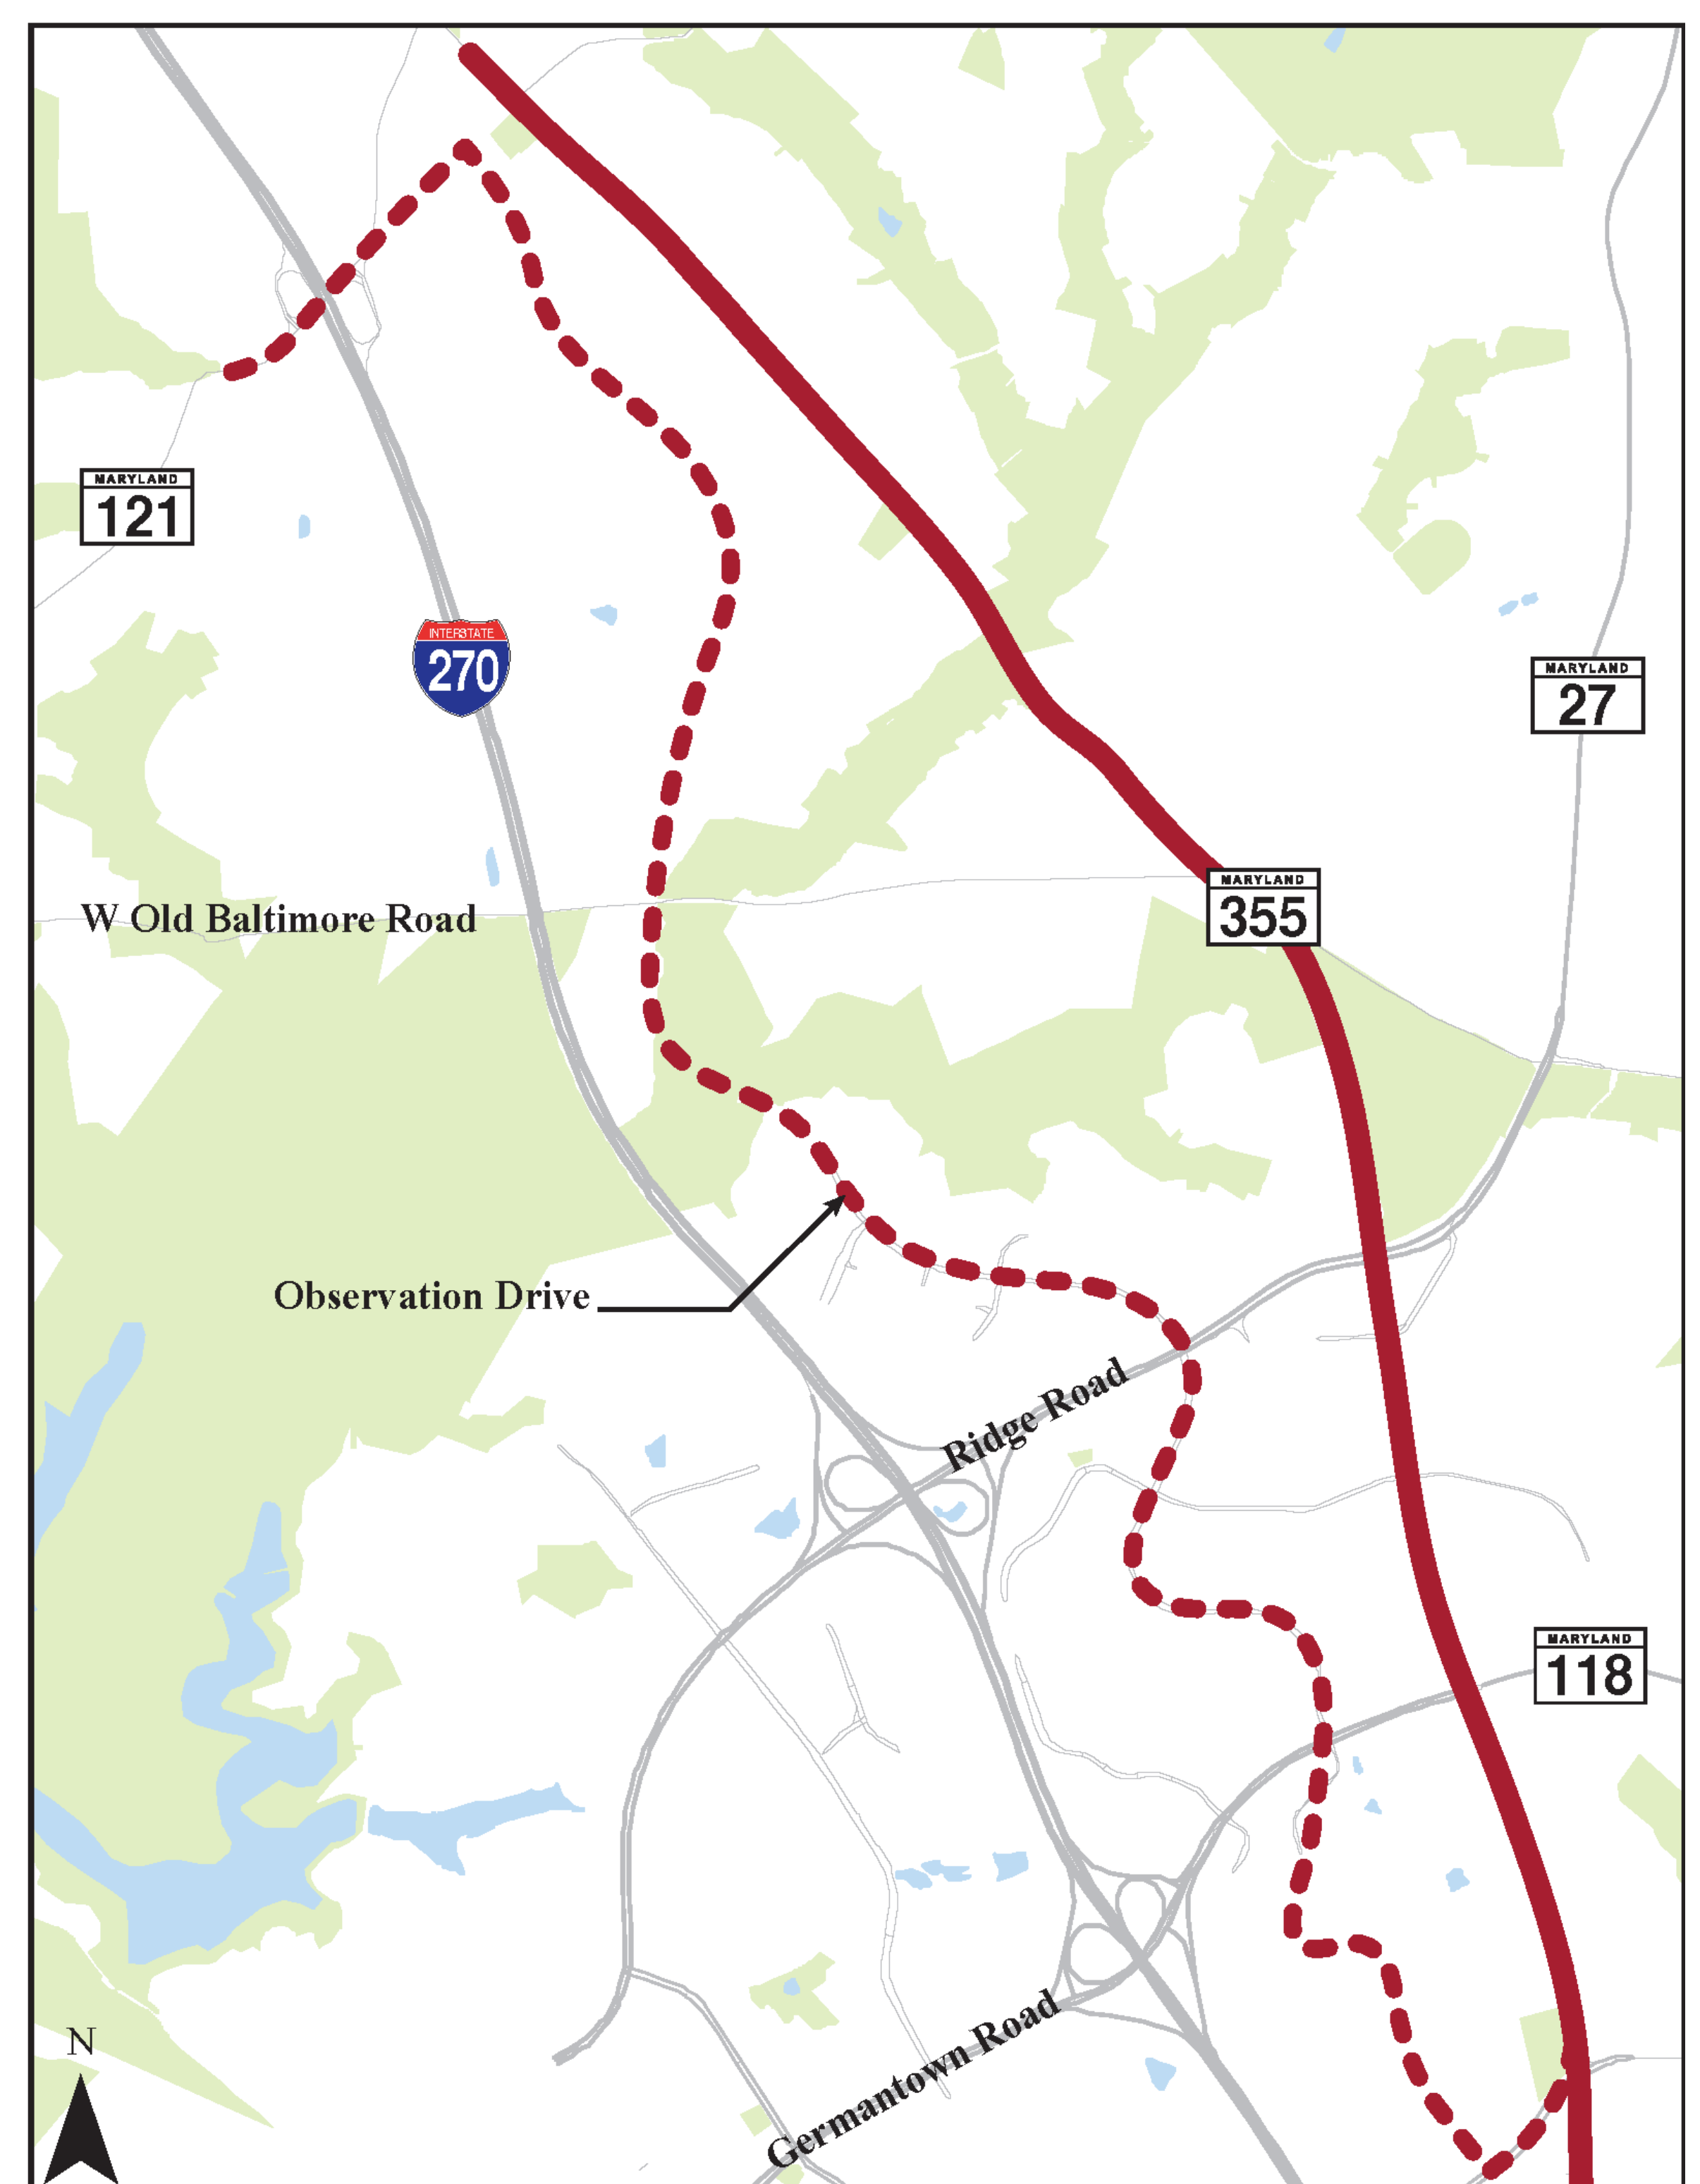 MARYLAND
121
INTERSTATE
270
MARYLAND
27
MARYLAND
355
W Old Baltimore Road
Observation Drive
Ridge Road
MARYLAND
118
Germantown Road
N